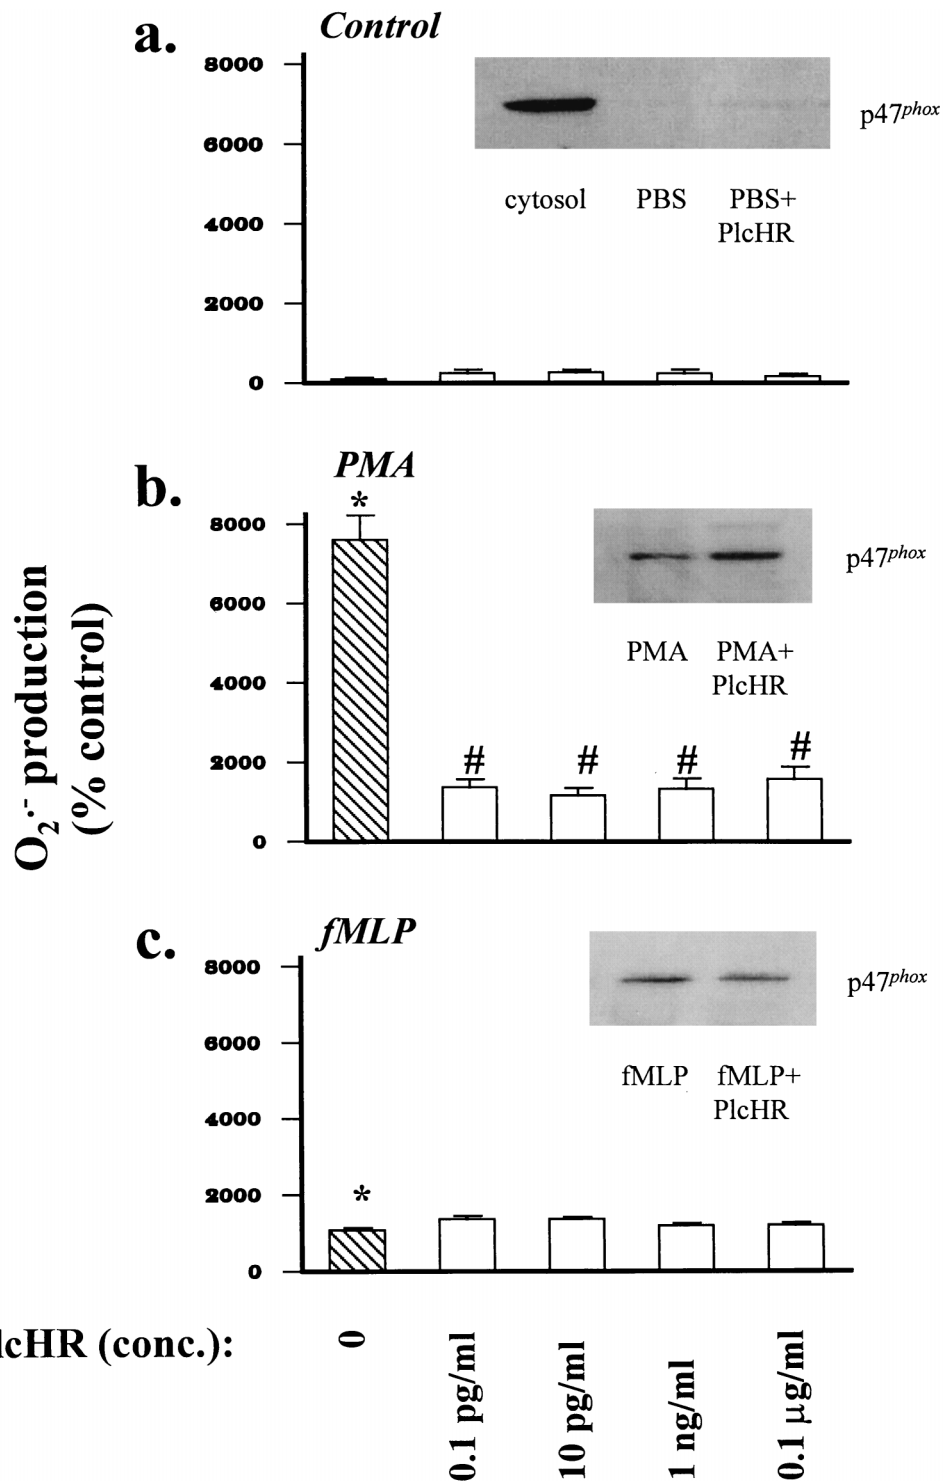 a.
Control
8000
6000
4000
2000
0
p47phox
cytosol PBS PBS+
PlcHR
b.
PMA
*
8000
6000
4000
2000
0
# # # #
p47phox
PMA PMA+
PlcHR
O2·- production
(% control)
c.
fMLP
8000
6000
4000
2000
0
*
p47phox
fMLP fMLP+
PlcHR
lcHR (conc.):
0
0.1 pg/ml
10 pg/ml
1 ng/ml
0.1 μg/ml